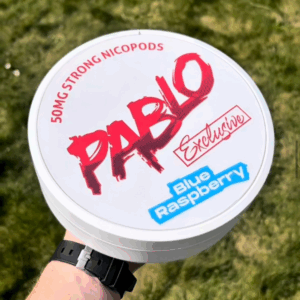 50MG STRONG NICOPODS
PABLO
Exclusive
Blue
Raspberry